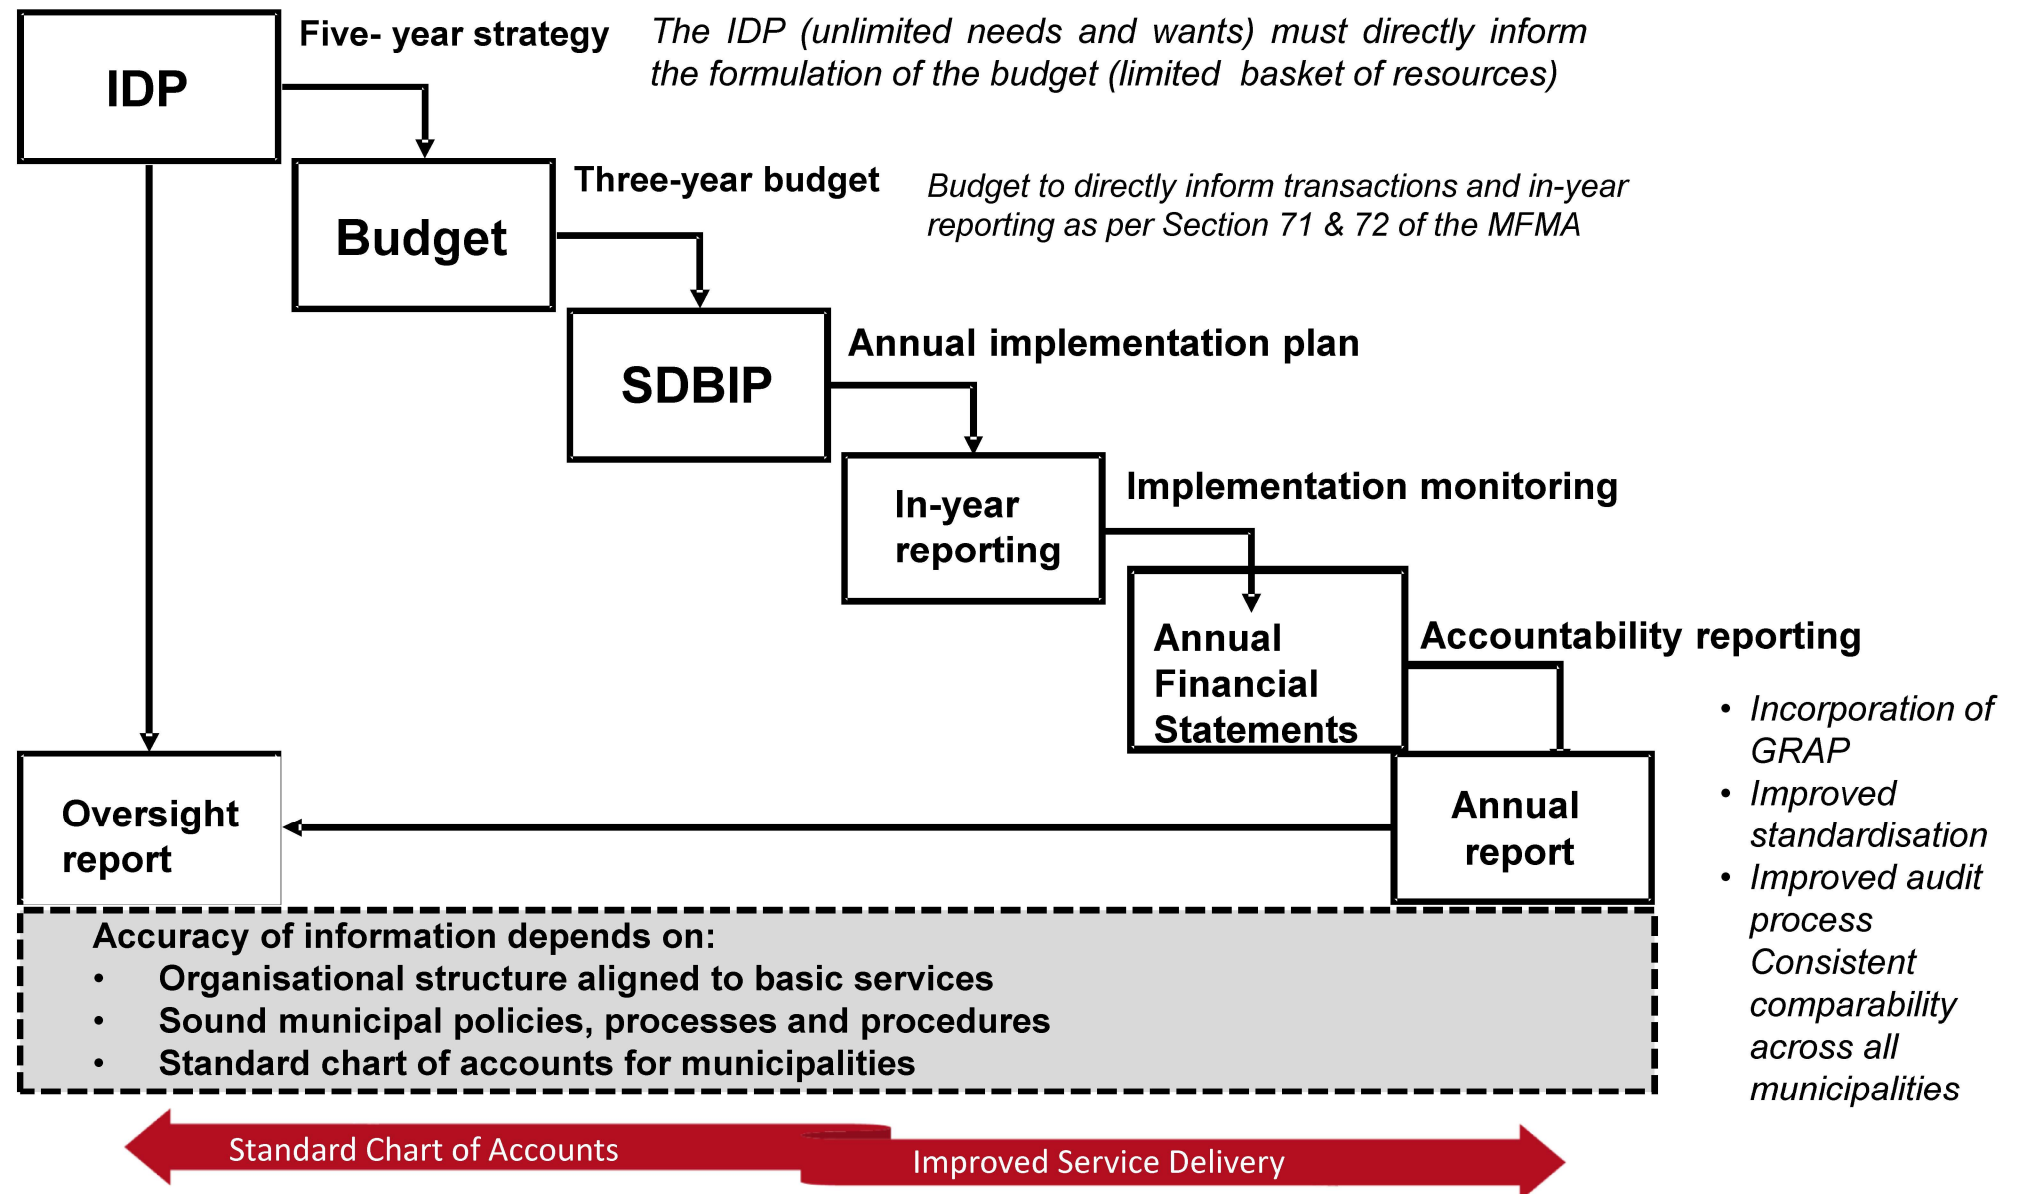 IDP
Five- year strategy
The IDP (unlimited needs and wants) must directly inform
the formulation of the budget (limited basket of resources)
Budget
Three-year budget
Budget to directly inform transactions and in-year
reporting as per Section 71 & 72 of the MFMA
SDBIP
Annual implementation plan
In-year
reporting
Implementation monitoring
Annual
Financial
Statements
Accountability reporting
• Incorporation of
GRAP
• Improved
standardisation
• Improved audit
process
Consistent
comparability
across all
municipalities
Annual
report
Oversight
report
Accuracy of information depends on:
• Organisational structure aligned to basic services
• Sound municipal policies, processes and procedures
• Standard chart of accounts for municipalities
Standard Chart of Accounts
Improved Service Delivery